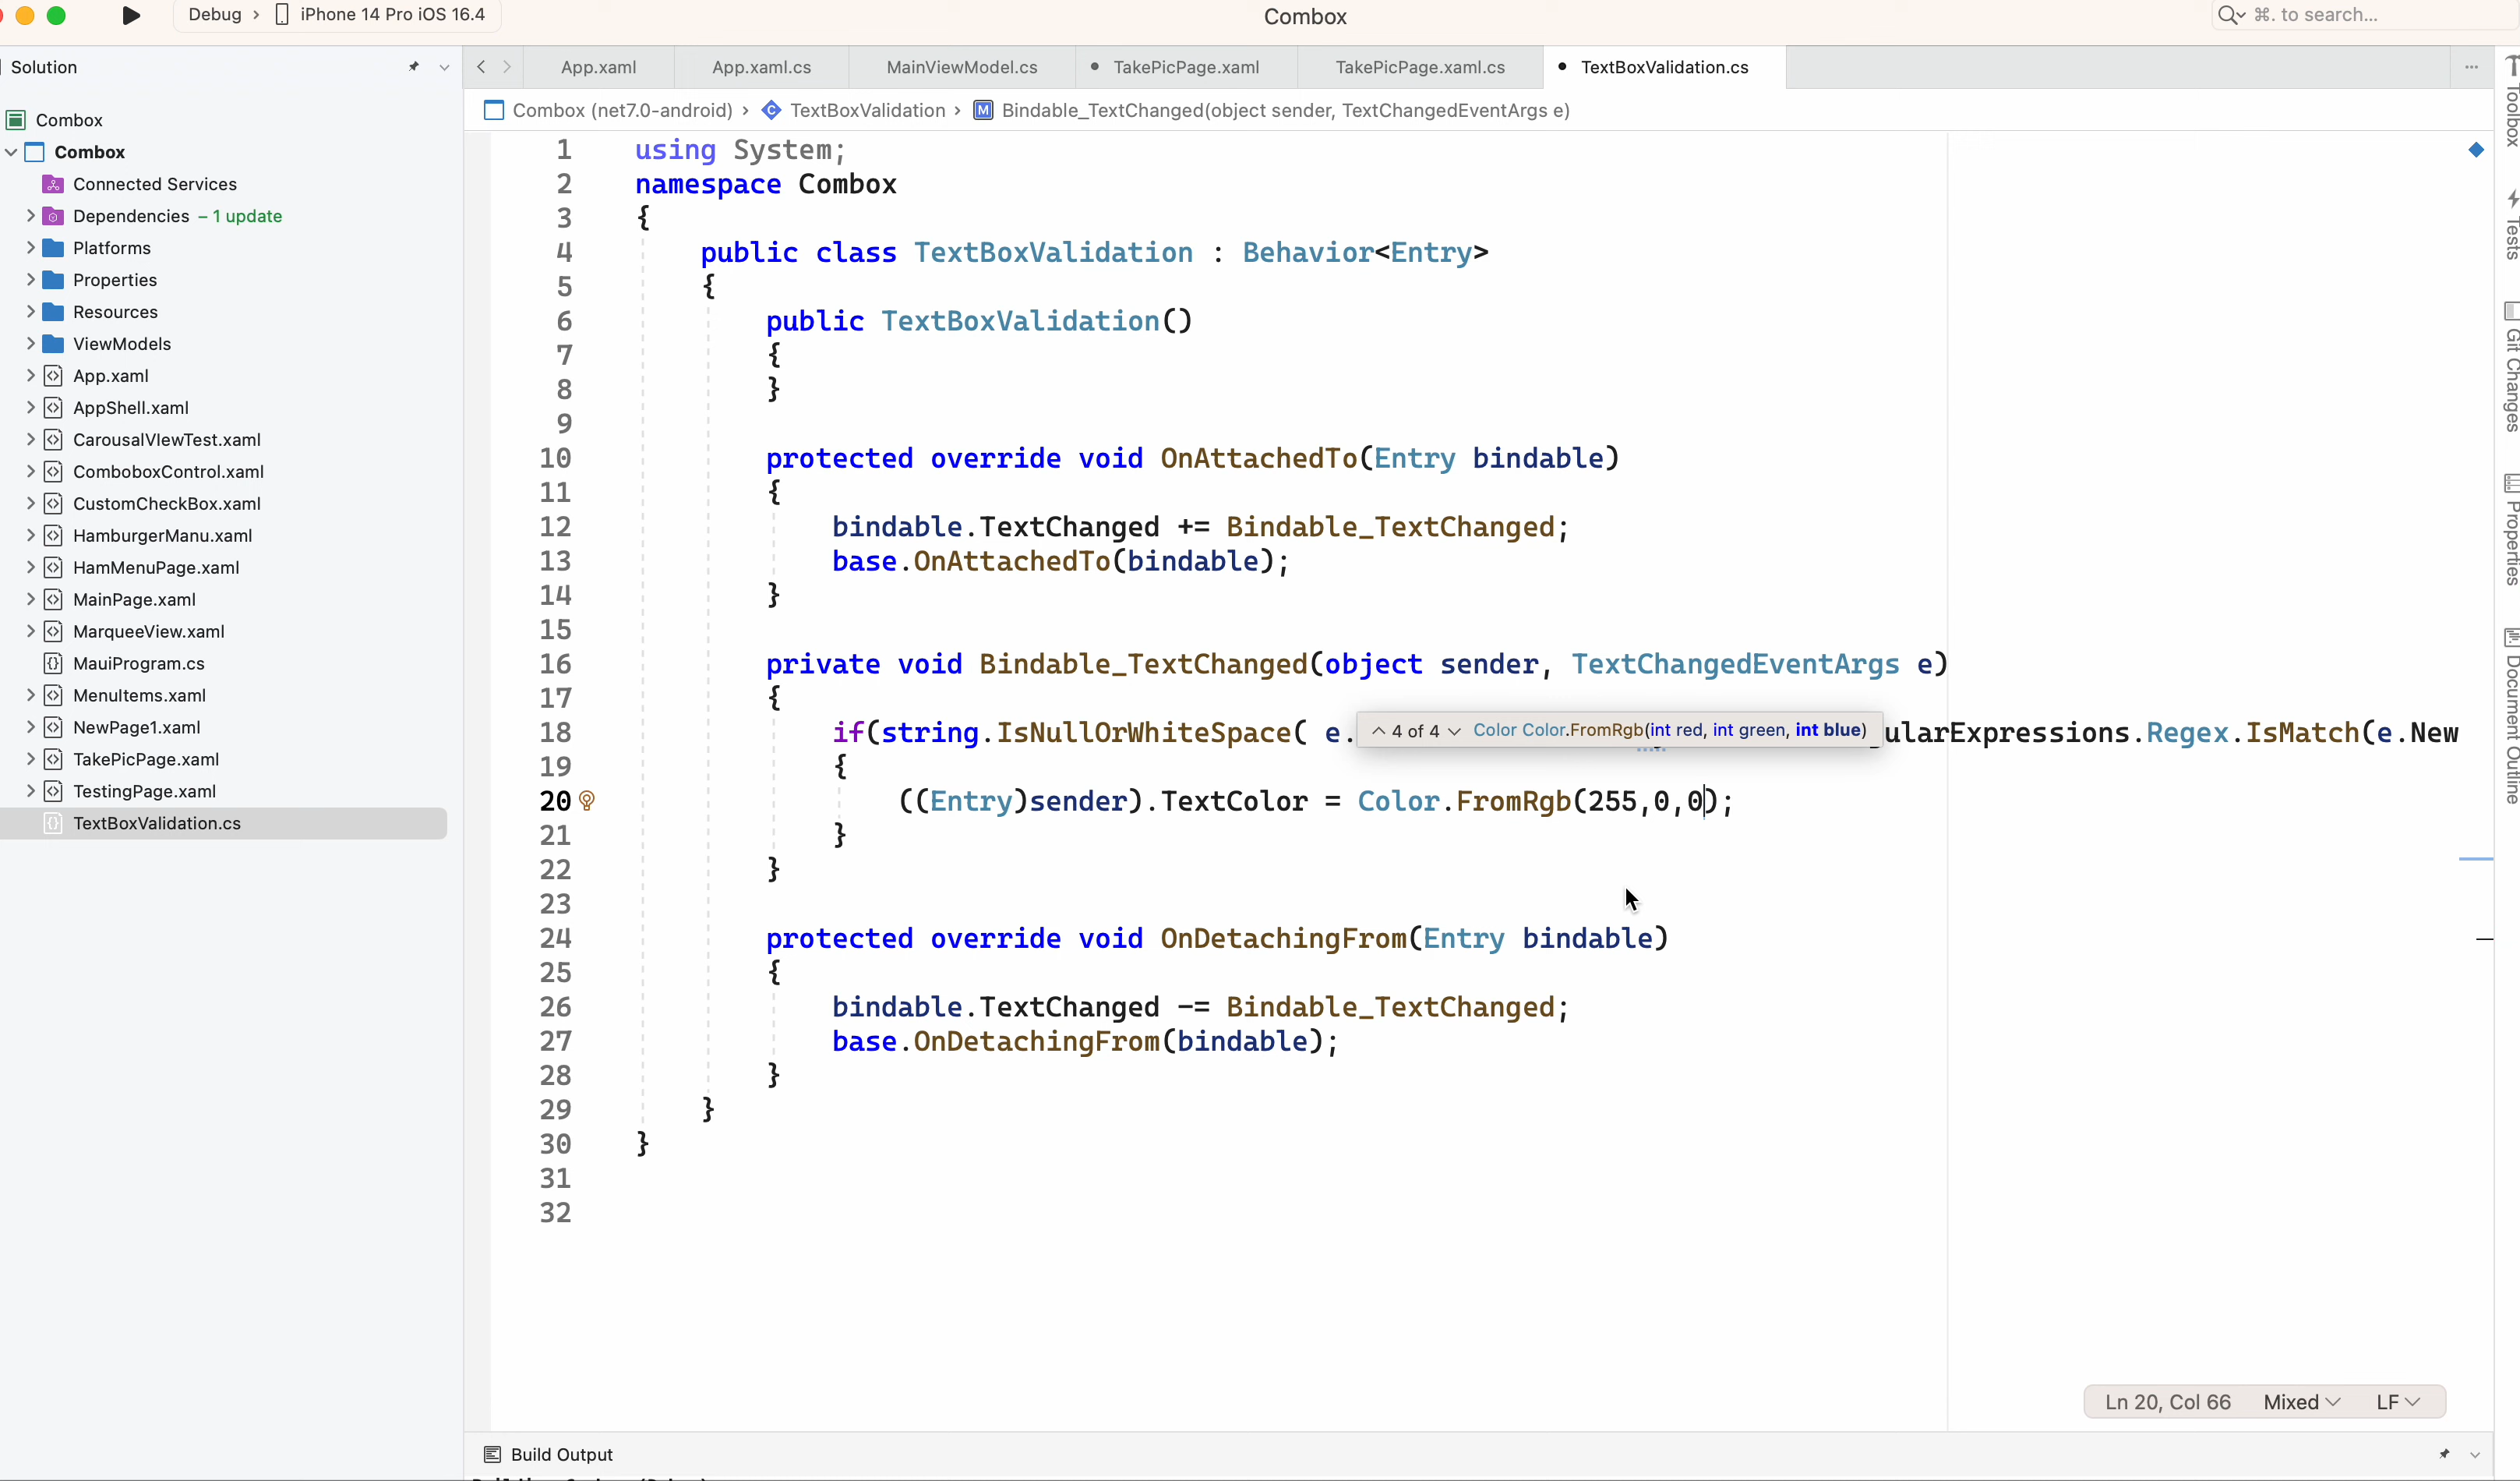 Debug › iPhone 14 Pro iOS 16.4
Combox
⌘. to search...
Solution
Combox
Combox
Connected Services
Dependencies – 1 update
Platforms
Properties
Resources
ViewModels
App.xaml
AppShell.xaml
CarousalVIewTest.xaml
ComboboxControl.xaml
CustomCheckBox.xaml
HamburgerManu.xaml
HamMenuPage.xaml
MainPage.xaml
MarqueeView.xaml
MauiProgram.cs
MenuItems.xaml
NewPage1.xaml
TakePicPage.xaml
TestingPage.xaml
TextBoxValidation.cs
App.xaml
App.xaml.cs
MainViewModel.cs
TakePicPage.xaml
TakePicPage.xaml.cs
TextBoxValidation.cs
Combox (net7.0-android) › TextBoxValidation › Bindable_TextChanged(object sender, TextChangedEventArgs e)
1 using System;
2 namespace Combox
3 {
4 public class TextBoxValidation : Behavior<Entry>
5 {
6 public TextBoxValidation()
7 {
8 }
9
10 protected override void OnAttachedTo(Entry bindable)
11 {
12 bindable.TextChanged += Bindable_TextChanged;
13 base.OnAttachedTo(bindable);
14 }
15
16 private void Bindable_TextChanged(object sender, TextChangedEventArgs e)
17 {
18 if(string.IsNullOrWhiteSpace( e. ularExpressions.Regex.IsMatch(e.New
4 of 4 Color Color.FromRgb(int red, int green, int blue)
19 {
20 ((Entry)sender).TextColor = Color.FromRgb(255,0,0);
21 }
22 }
23
24 protected override void OnDetachingFrom(Entry bindable)
25 {
26 bindable.TextChanged -= Bindable_TextChanged;
27 base.OnDetachingFrom(bindable);
28 }
29 }
30 }
31
32
Ln 20, Col 66 Mixed LF
Build Output
Toolbox
Tests
Git Changes
Properties
Document Outline